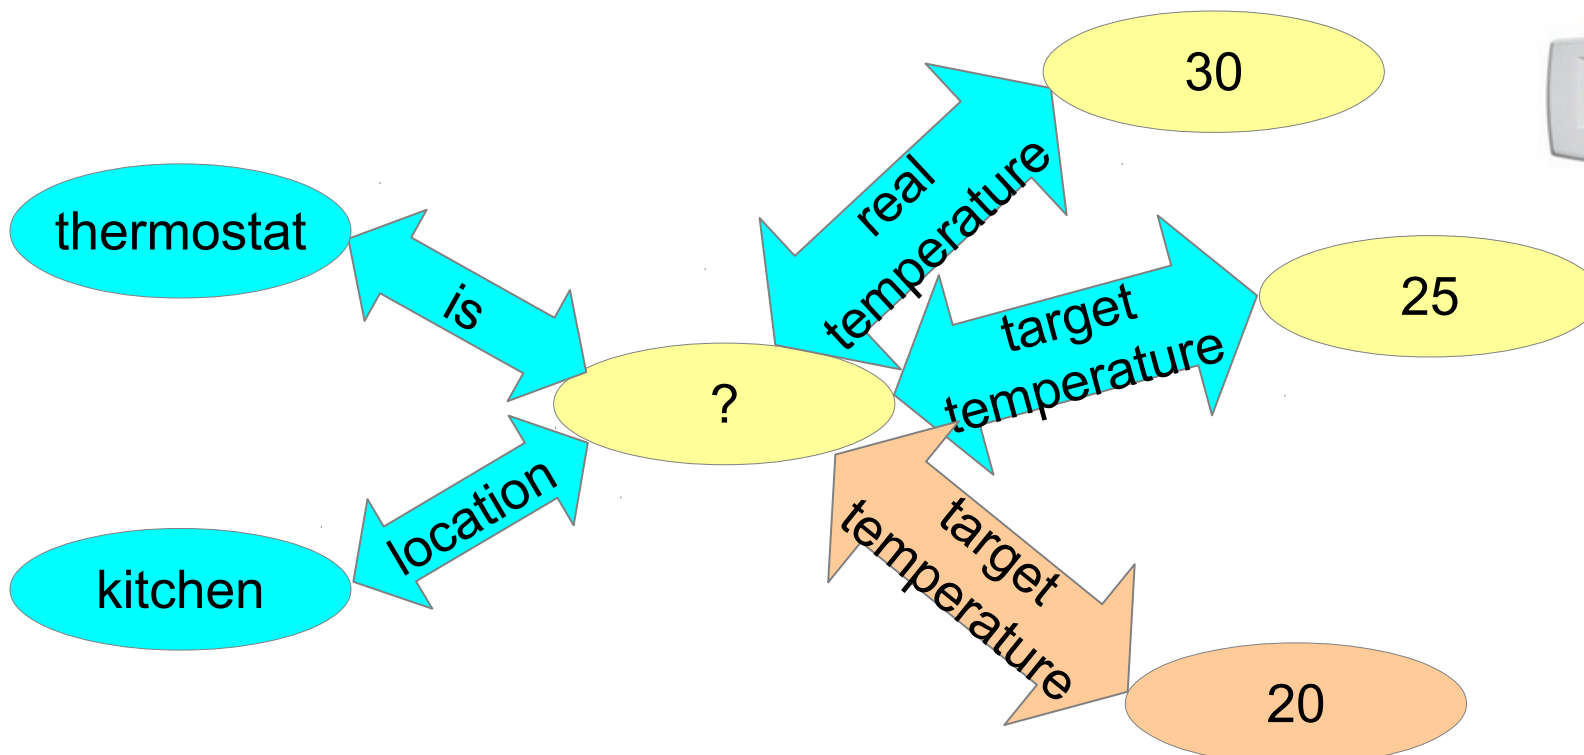 30
real
temperature
thermostat
is
target
temperature
25
?
location
kitchen
target
temperature
20